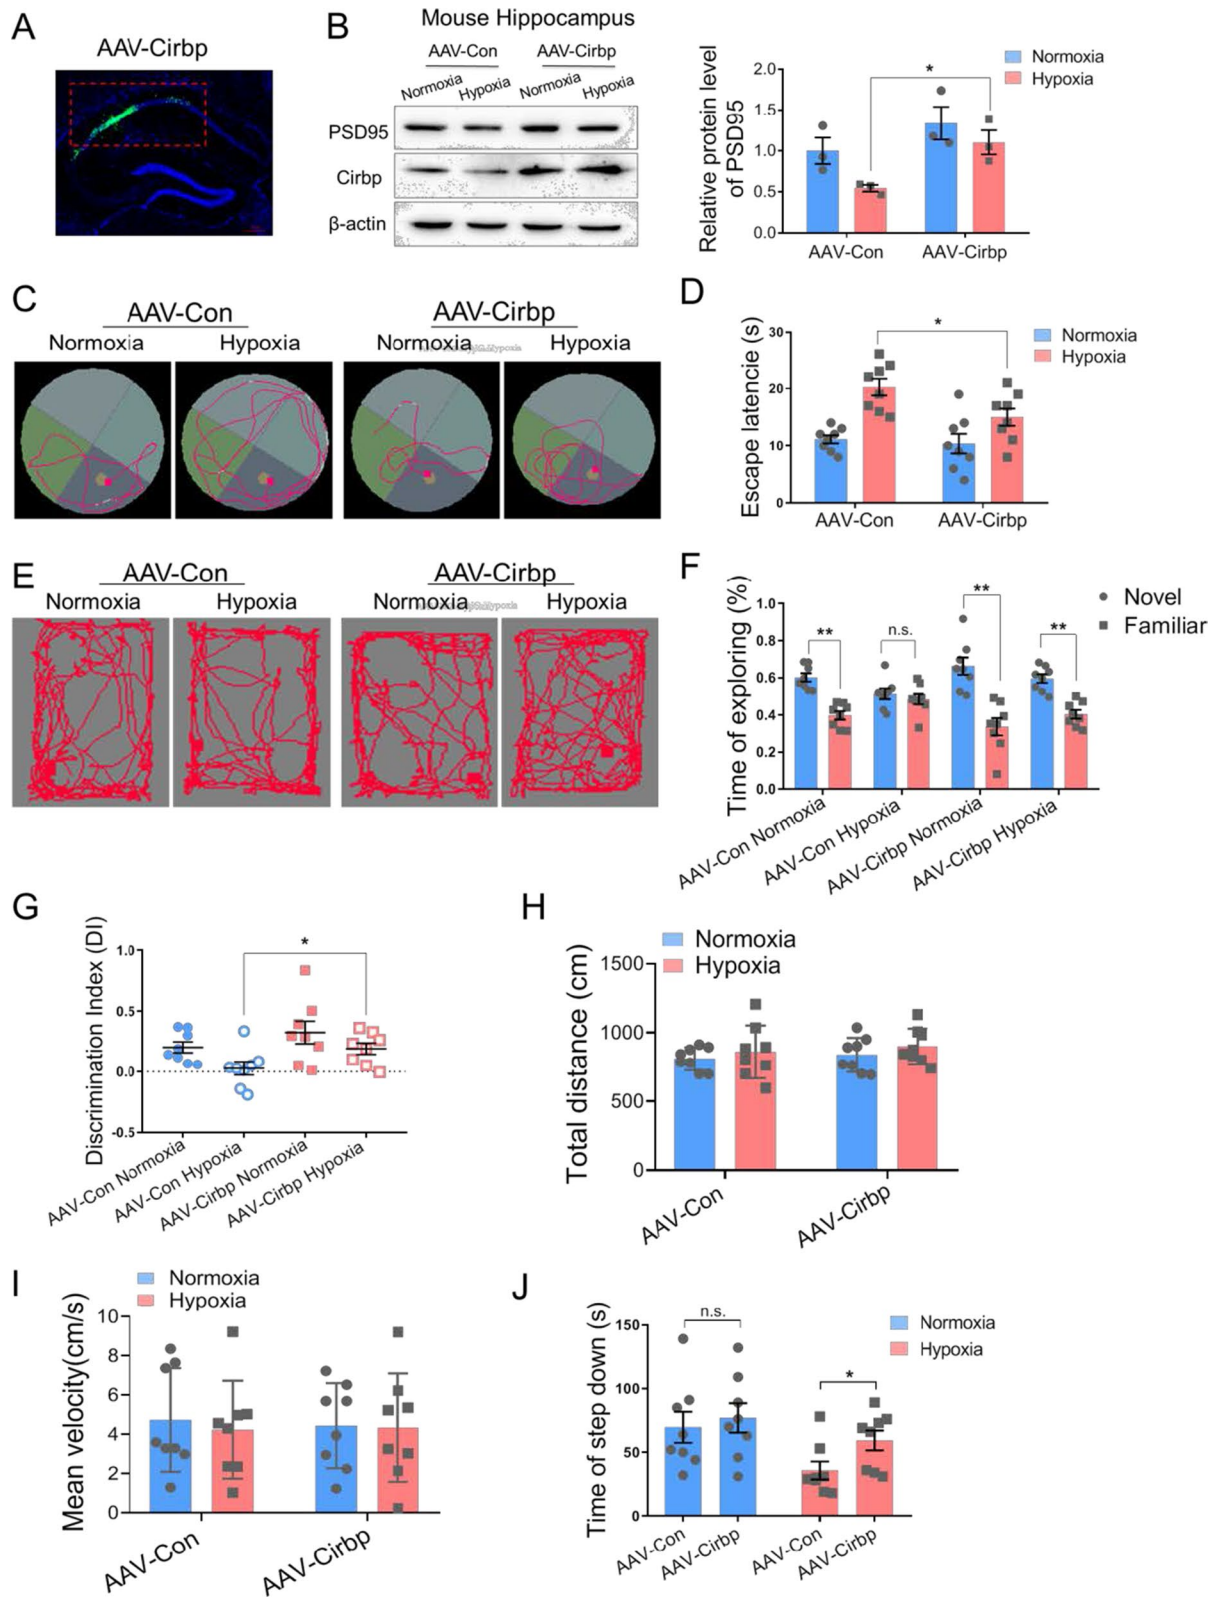 A
AAV-Cirbp
B
Mouse Hippocampus
AAV-Con
AAV-Cirbp
Normoxia
Hypoxia
Normoxia
Hypoxia
PSD95
Cirbp
β-actin
Relative protein level
of PSD95
2.0
1.5
1.0
0.5
0.0
*
Normoxia
Hypoxia
AAV-Con
AAV-Cirbp
C
AAV-Con
AAV-Cirbp
Normoxia
Hypoxia
Normoxia
Hypoxia
D
Escape latencie (s)
30
20
10
0
*
Normoxia
Hypoxia
AAV-Con
AAV-Cirbp
E
AAV-Con
AAV-Cirbp
Normoxia
Hypoxia
Normoxia
Hypoxia
F
Time of exploring (%)
1.0
0.8
0.6
0.4
0.2
0.0
**
n.s.
**
**
Novel
Familiar
AAV-Con Normoxia
AAV-Con Hypoxia
AAV-Cirbp Normoxia
AAV-Cirbp Hypoxia
G
Discrimination Index (DI)
1.0
0.5
0.0
-0.5
*
AAV-Con Normoxia
AAV-Con Hypoxia
AAV-Cirbp Normoxia
AAV-Cirbp Hypoxia
H
Total distance (cm)
1500
1000
500
0
Normoxia
Hypoxia
AAV-Con
AAV-Cirbp
I
Mean velocity(cm/s)
10
8
6
4
2
0
Normoxia
Hypoxia
AAV-Con
AAV-Cirbp
J
Time of step down (s)
150
100
50
0
n.s.
*
Normoxia
Hypoxia
AAV-Con
AAV-Cirbp
AAV-Con
AAV-Cirbp